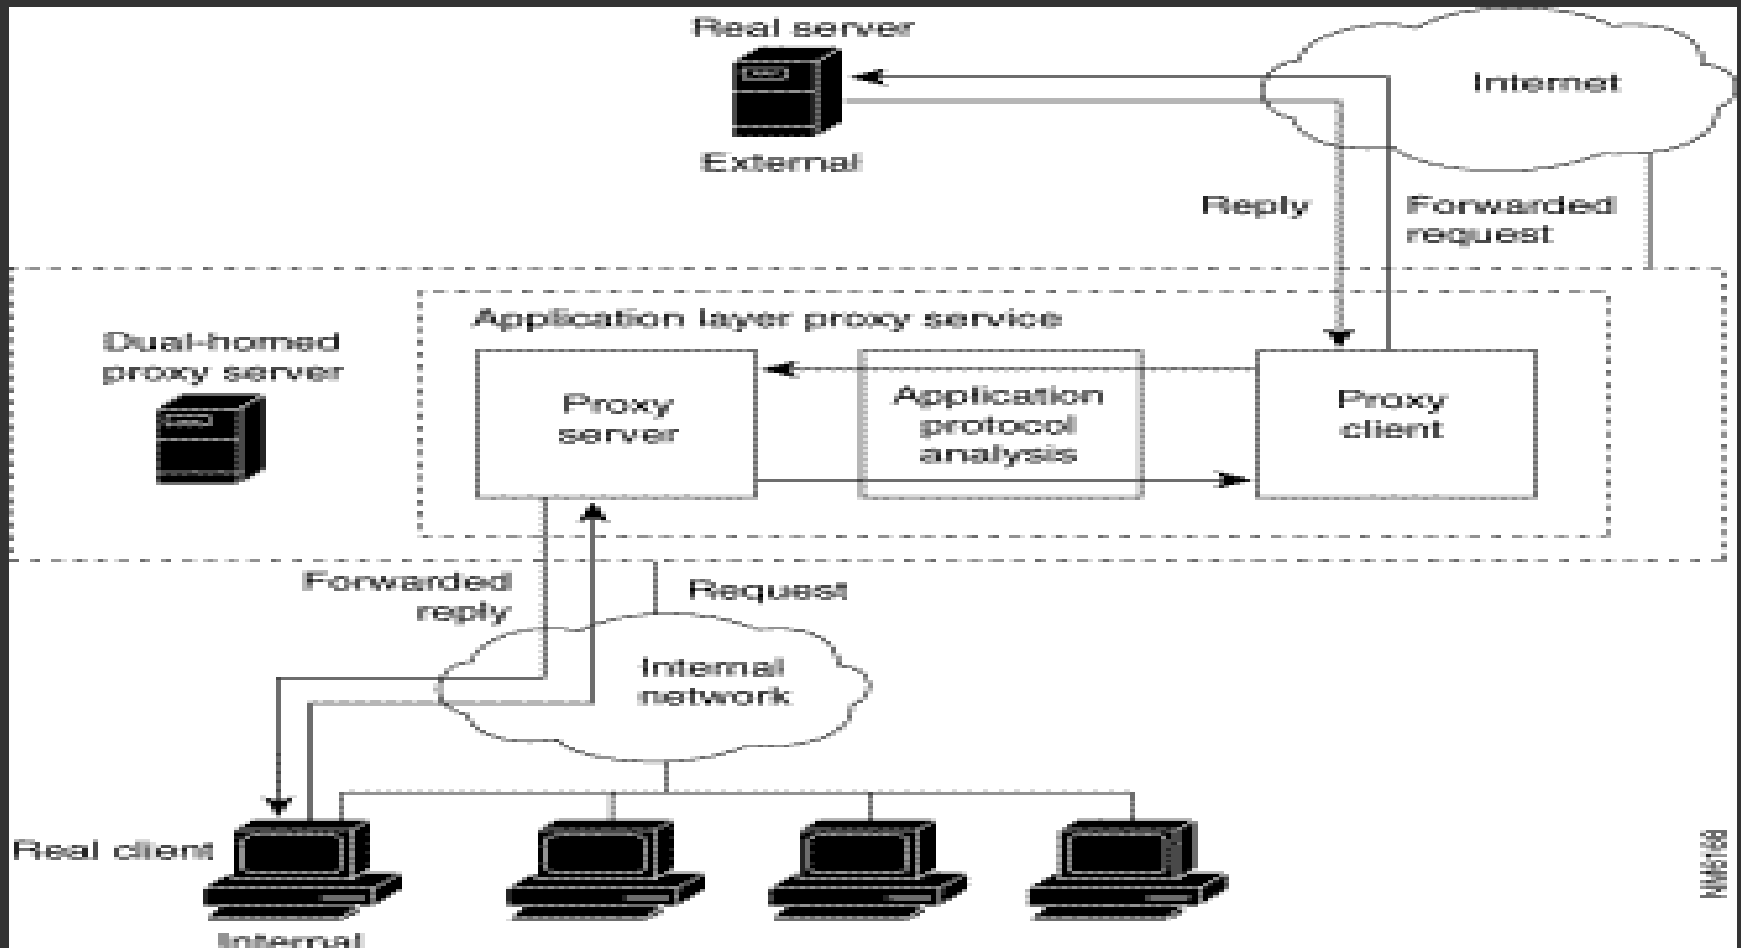 Real server
External
Internet
Reply
Forwarded
request
Application layer proxy service
Dual-homed
proxy server
Proxy
server
Application
protocol
analysis
Proxy
client
Forwarded
reply
Request
Internal
network
Real client
Internal